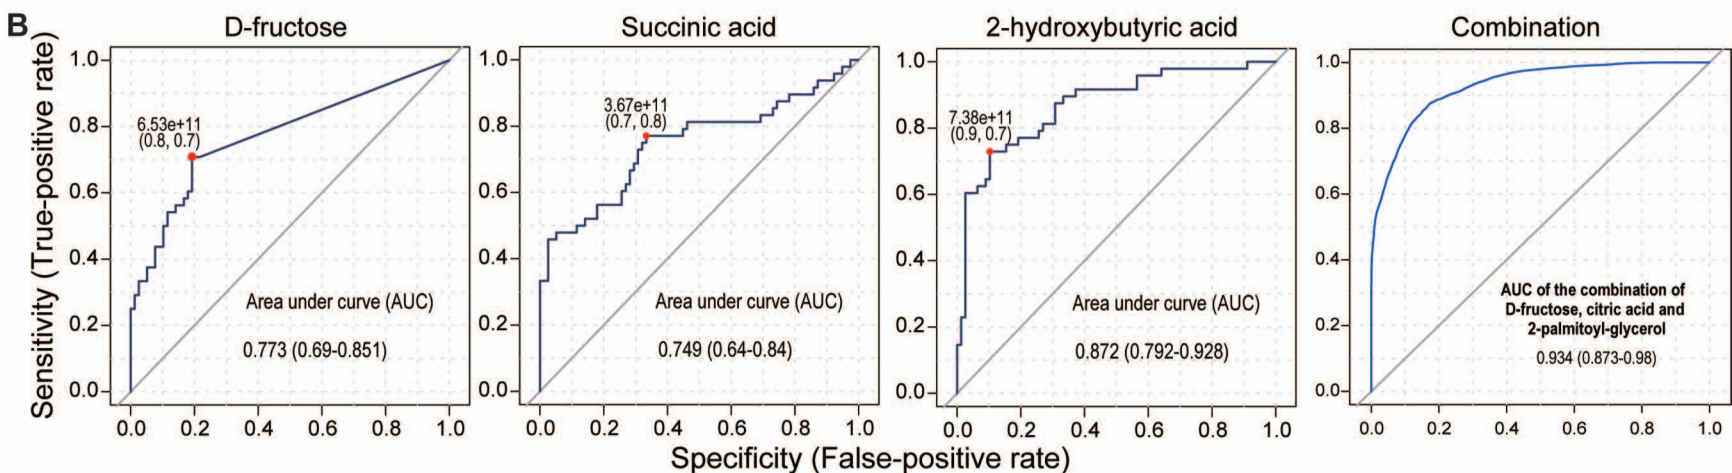 B
D-fructose
Succinic acid
2-hydroxybutyric acid
Combination
Sensitivity (True-positive rate)
1.0
0.8
0.6
0.4
0.2
0.0
6.53e+11
(0.8, 0.7)
Area under curve (AUC)
0.773 (0.69-0.851)
0.0 0.2 0.4 0.6 0.8 1.0
1.0
0.8
0.6
0.4
0.2
0.0
3.67e+11
(0.7, 0.8)
Area under curve (AUC)
0.749 (0.64-0.84)
0.0 0.2 0.4 0.6 0.8 1.0
1.0
0.8
0.6
0.4
0.2
0.0
7.38e+11
(0.9, 0.7)
Area under curve (AUC)
0.872 (0.792-0.928)
0.0 0.2 0.4 0.6 0.8 1.0
1.0
0.8
0.6
0.4
0.2
0.0
AUC of the combination of
D-fructose, citric acid and
2-palmitoyl-glycerol
0.934 (0.873-0.98)
0.0 0.2 0.4 0.6 0.8 1.0
Specificity (False-positive rate)